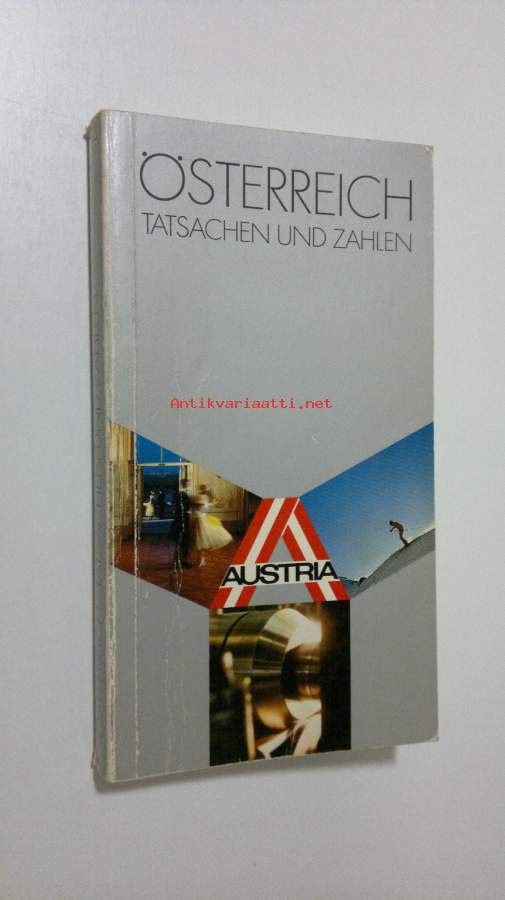 ÖSTERREICH
TATSACHEN UND ZAHLEN
Antikvariaatti.net
AUSTRIA